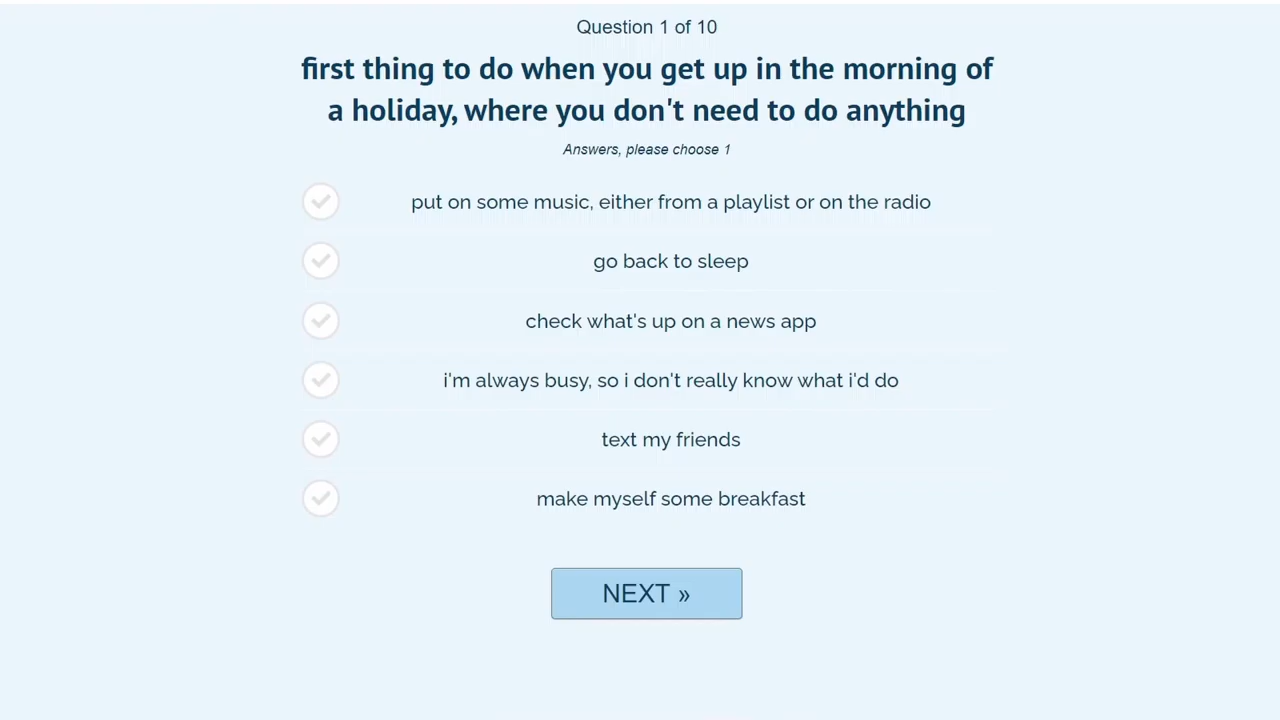 Question 1 of 10
first thing to do when you get up in the morning of
a holiday, where you don't need to do anything
Answers, please choose 1
put on some music, either from a playlist or on the radio
go back to sleep
check what's up on a news app
i'm always busy, so i don't really know what i'd do
text my friends
make myself some breakfast
NEXT »